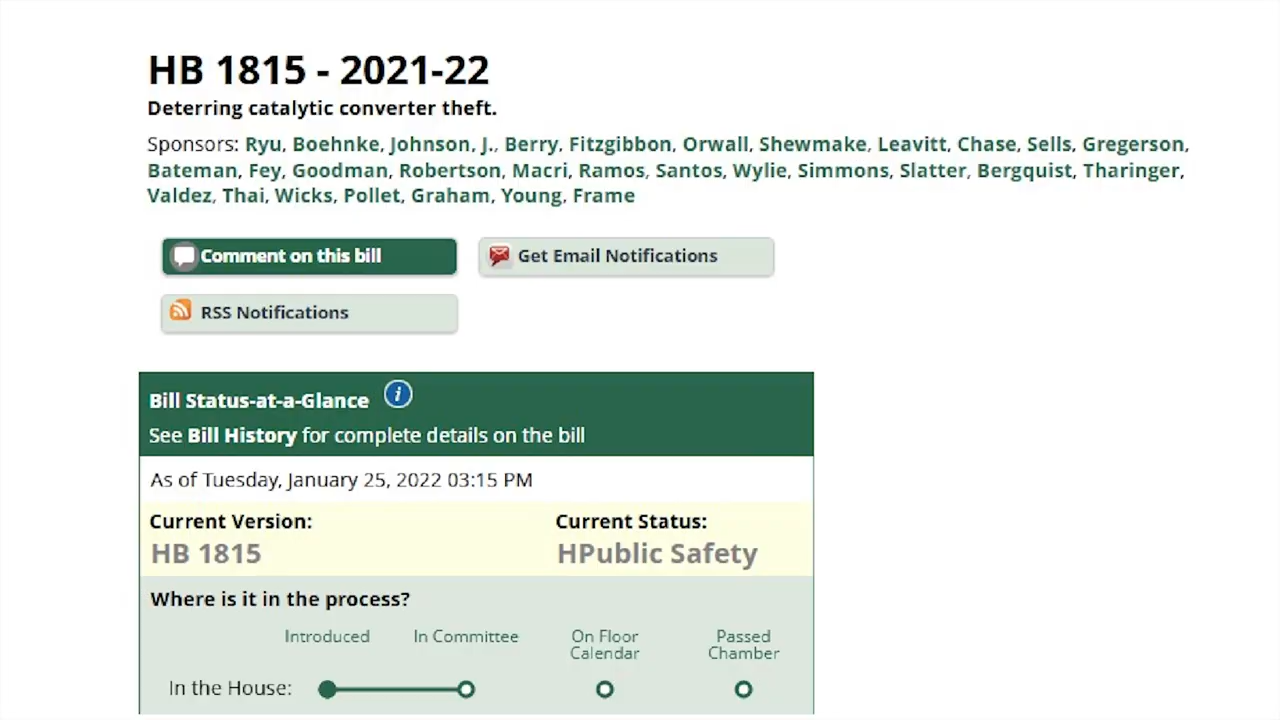 HB 1815 - 2021-22
Deterring catalytic converter theft.
Sponsors: Ryu, Boehnke, Johnson, J., Berry, Fitzgibbon, Orwall, Shewmake, Leavitt, Chase, Sells, Gregerson,
Bateman, Fey, Goodman, Robertson, Macri, Ramos, Santos, Wylie, Simmons, Slatter, Bergquist, Tharinger,
Valdez, Thai, Wicks, Pollet, Graham, Young, Frame
Comment on this bill
Get Email Notifications
RSS Notifications
Bill Status-at-a-Glance i
See Bill History for complete details on the bill
As of Tuesday, January 25, 2022 03:15 PM
Current Version:
HB 1815
Current Status:
HPublic Safety
Where is it in the process?
Introduced
In Committee
On Floor
Calendar
Passed
Chamber
In the House: